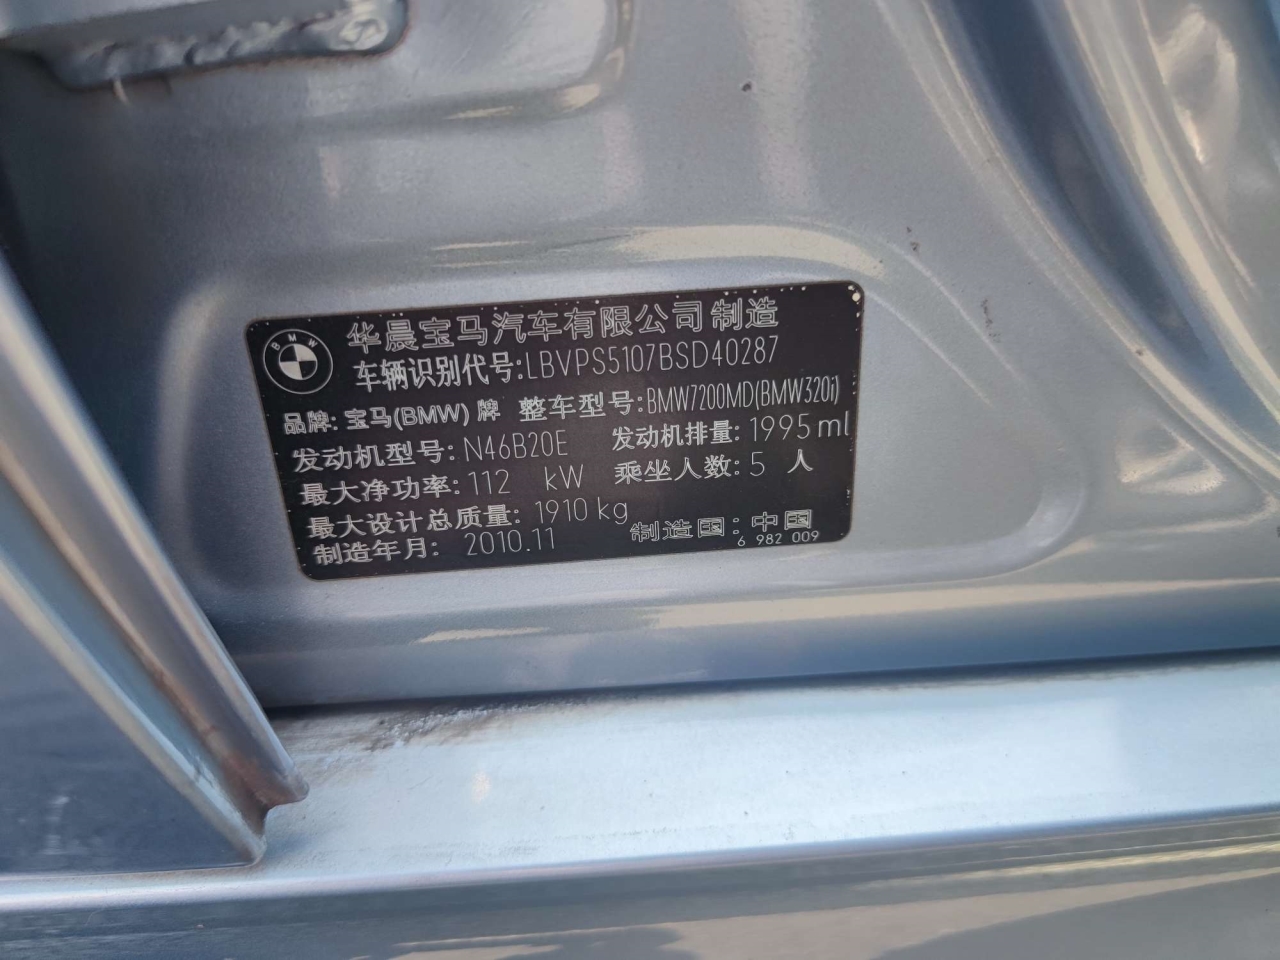 BMW
华晨宝马汽车有限公司制造
车辆识别代号:LBVPS5107BSD40287
品牌: 宝马(BMW) 牌 整车型号:BMW7200MD(BMW320i)
发动机型号: N46B20E 发动机排量: 1995 ml
最大净功率: 112 kW 乘坐人数: 5 人
最大设计总质量: 1910 kg
制造年月: 2010.11 制造国: 中国
6 982 009